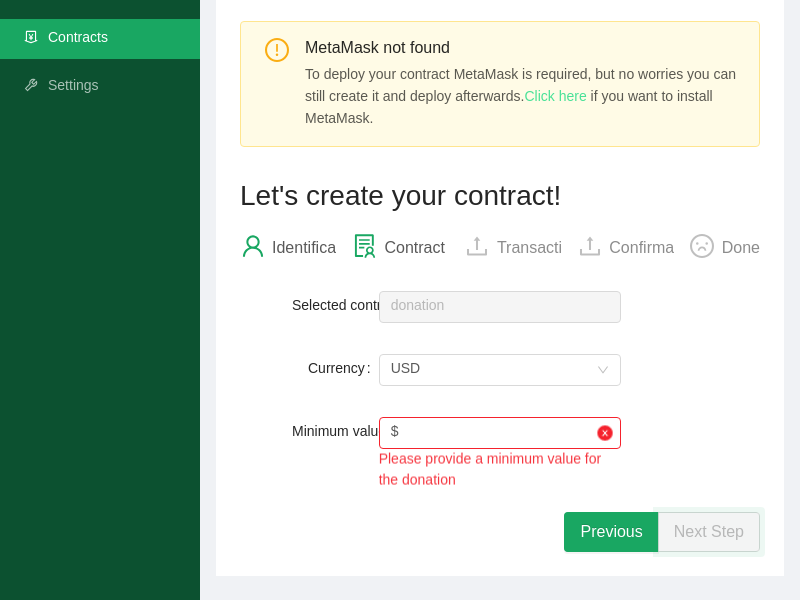 Contracts
Settings
MetaMask not found
To deploy your contract MetaMask is required, but no worries you can
still create it and deploy afterwards.Click here if you want to install
MetaMask.
Let's create your contract!
Identifica
Contract
Transacti
Confirma
Done
Selected contr
donation
Currency:
USD
Minimum valu
$
Please provide a minimum value for
the donation
Previous
Next Step